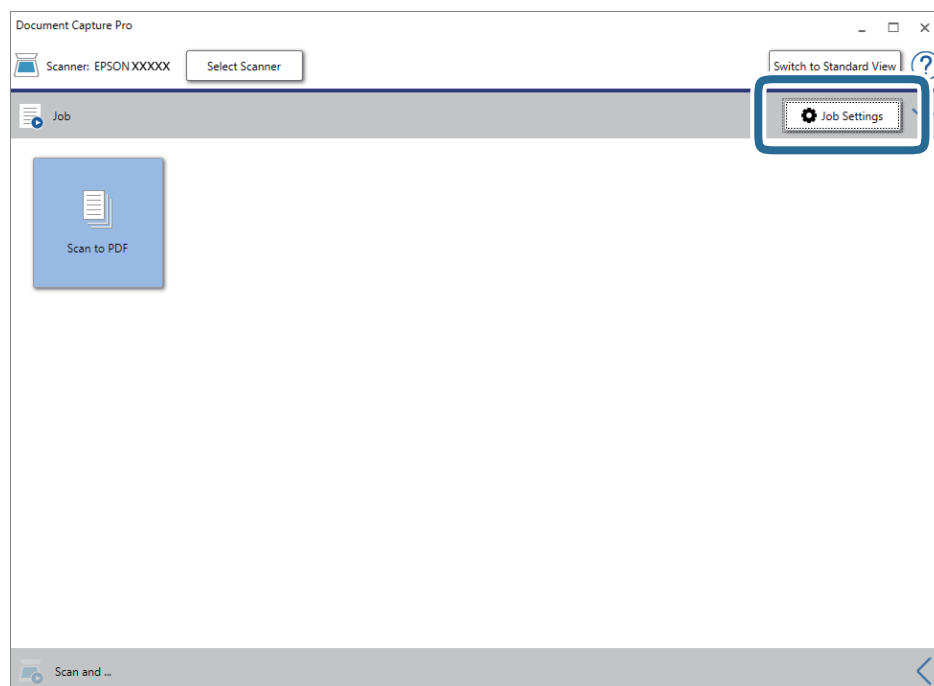 Document Capture Pro
Scanner: EPSON XXXXX Select Scanner Switch to Standard View ?
Job Job Settings
Scan to PDF
Scan and ...